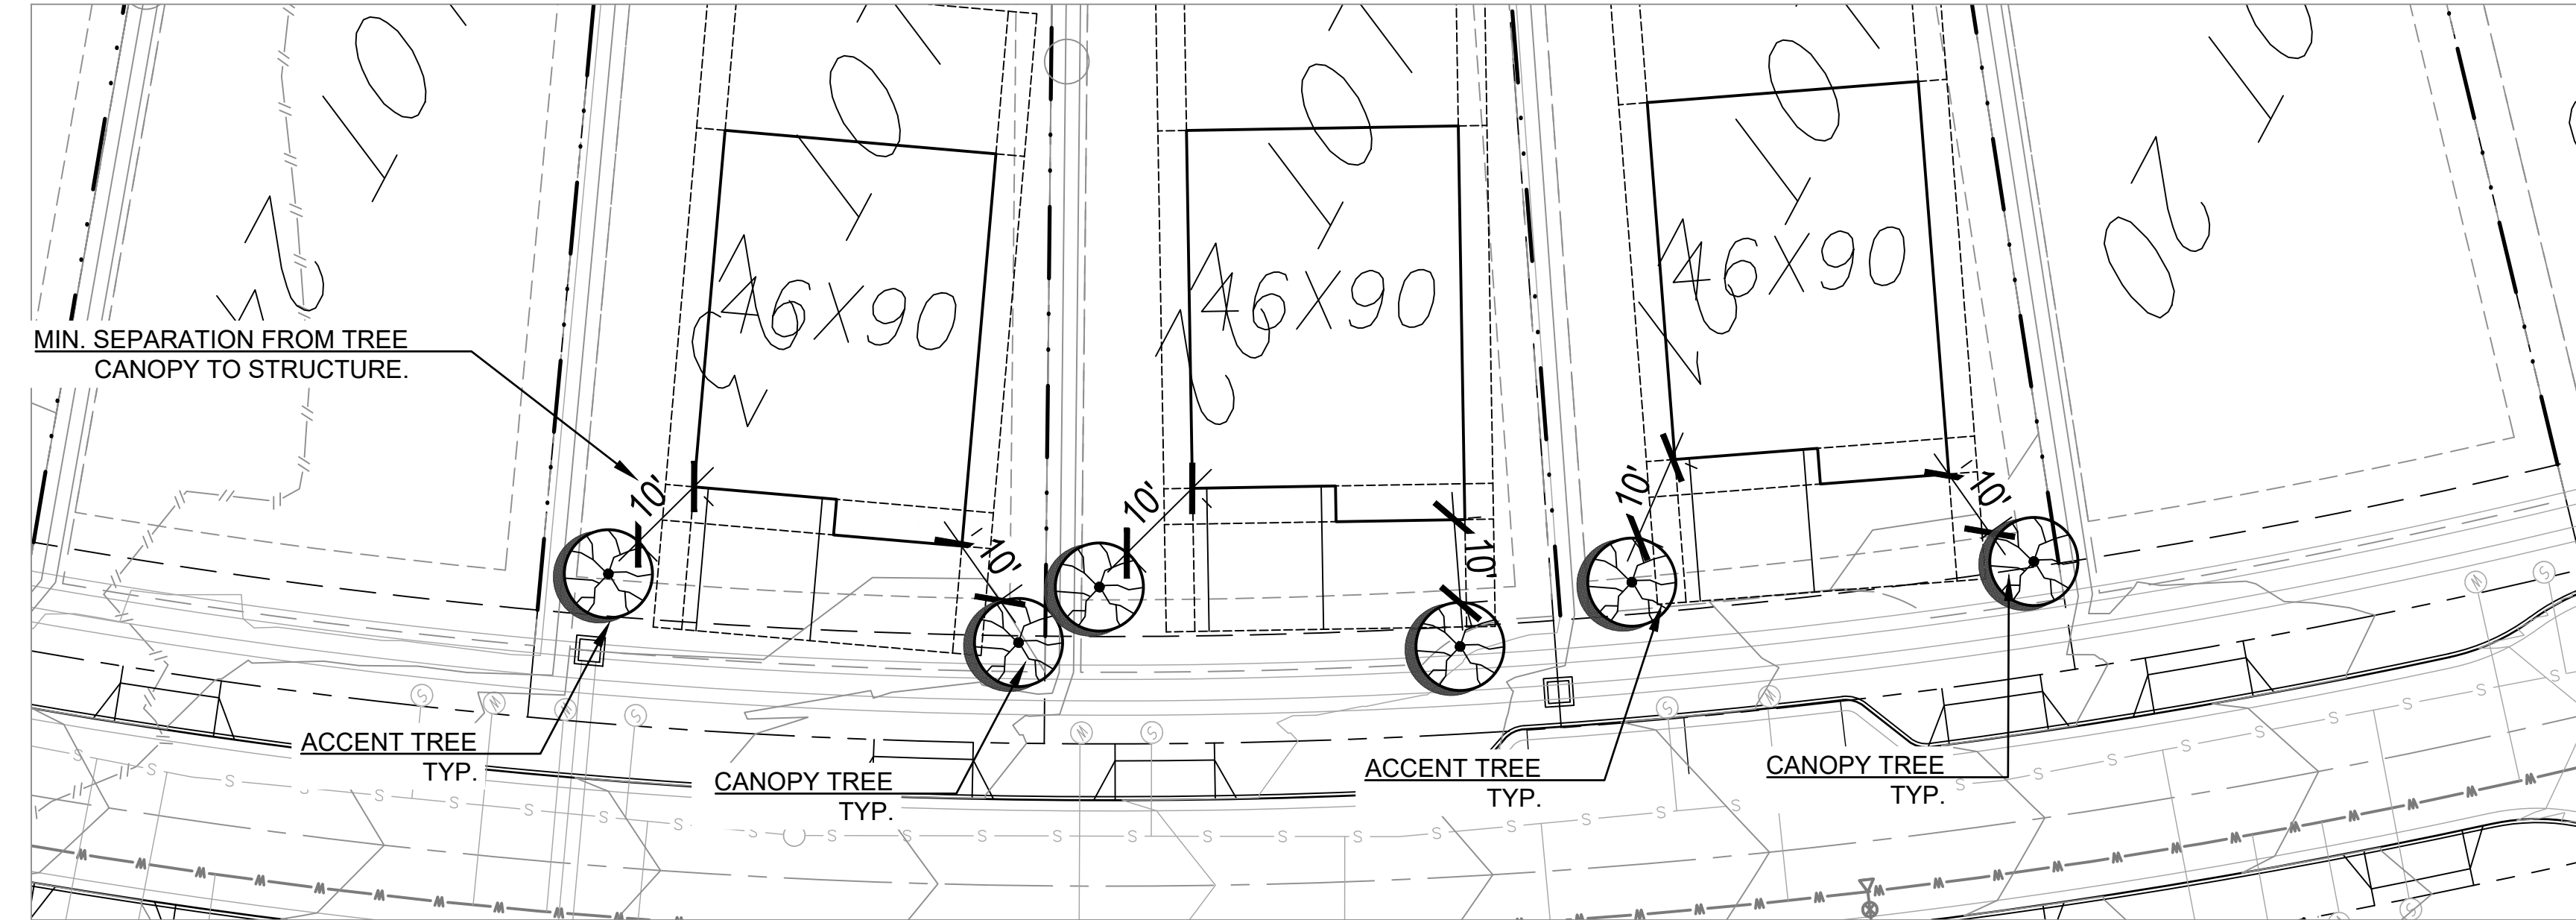 46X90
46X90
46X90
MIN. SEPARATION FROM TREE
CANOPY TO STRUCTURE.
10'
10'
10'
10'
10'
10'
ACCENT TREE
TYP.
CANOPY TREE
TYP.
ACCENT TREE
TYP.
CANOPY TREE
TYP.